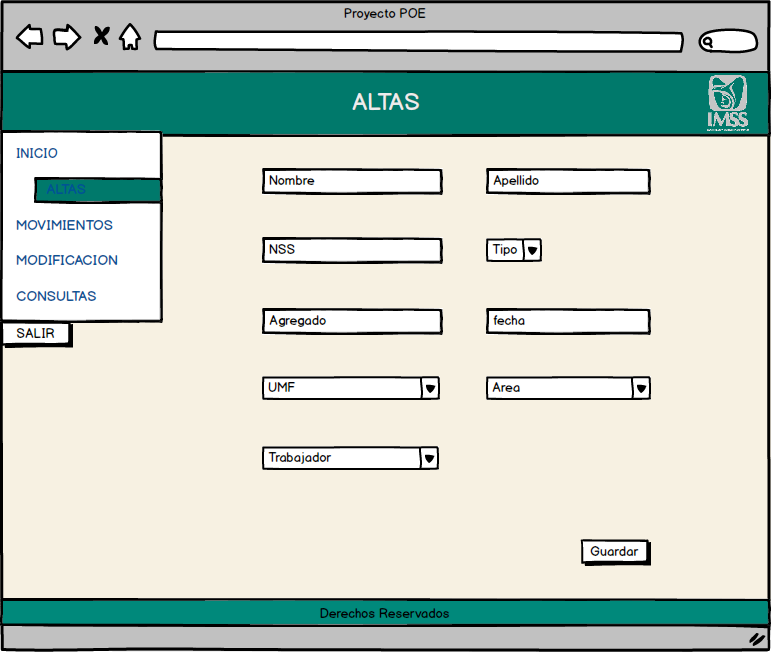 Proyecto POE
ALTAS
IMSS
INICIO
ALTAS
MOVIMIENTOS
MODIFICACION
CONSULTAS
SALIR
Nombre
Apellido
NSS
Tipo
Agregado
fecha
UMF
Area
Trabajador
Guardar
Derechos Reservados